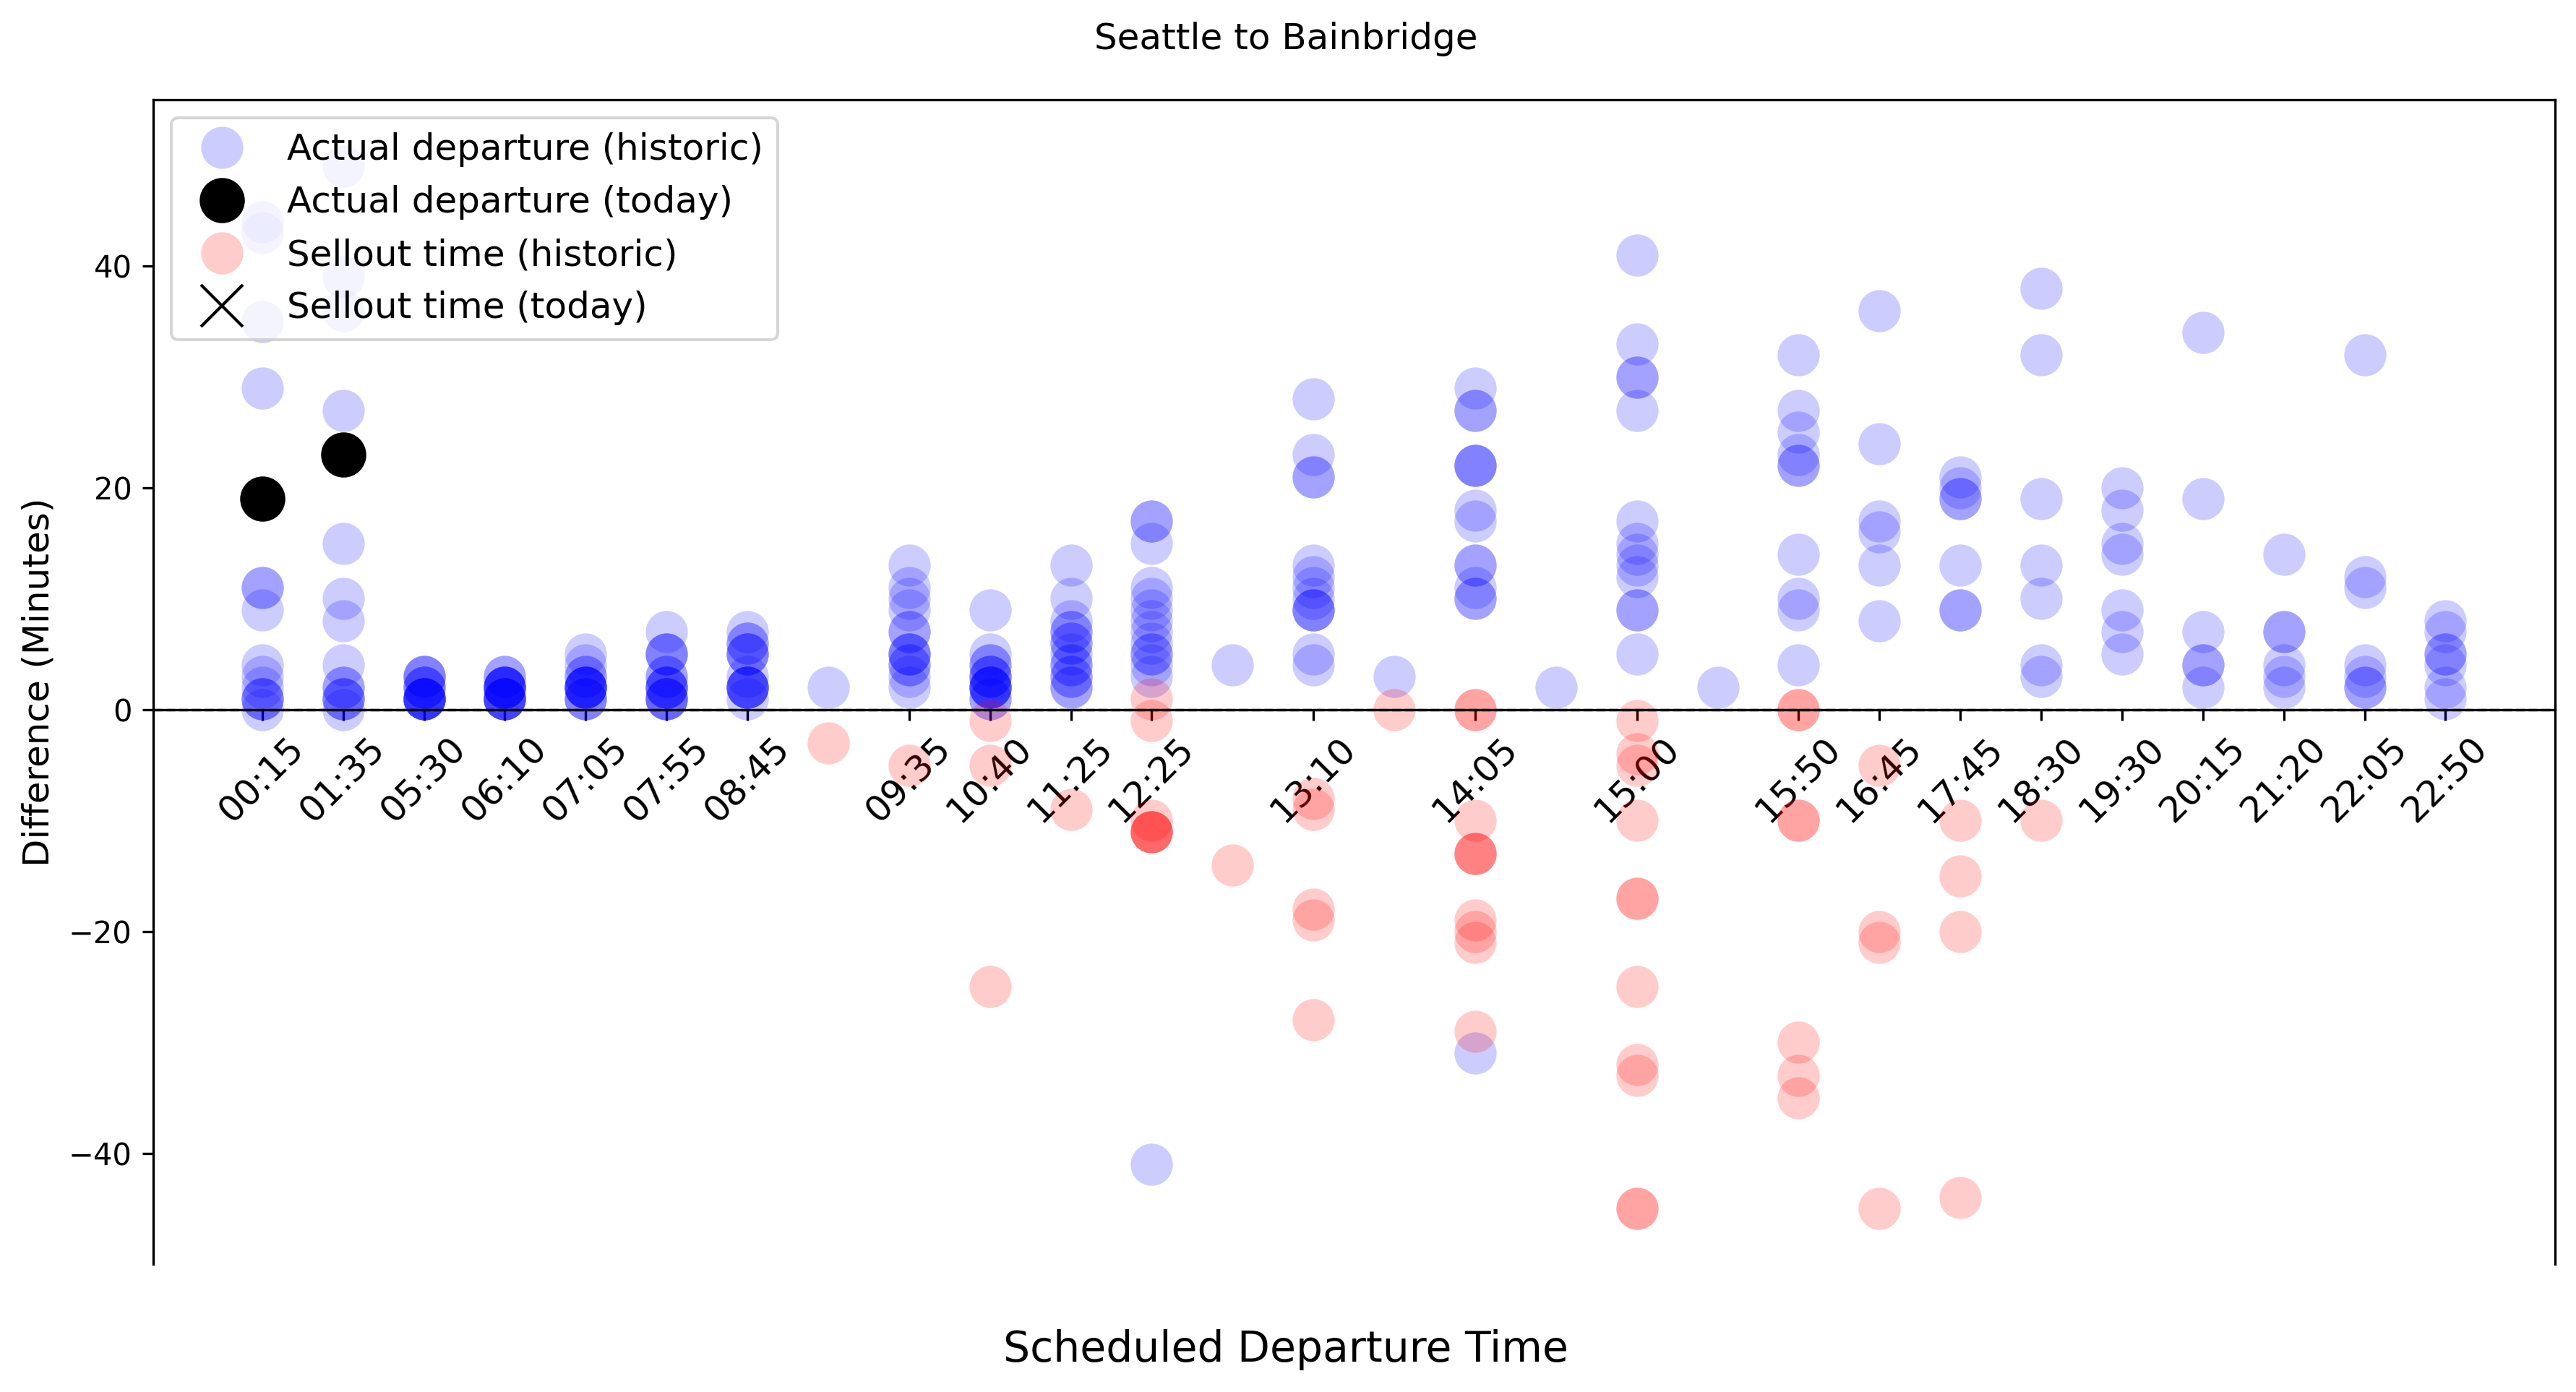 Seattle to Bainbridge
Actual departure (historic)
Actual departure (today)
Sellout time (historic)
Sellout time (today)
Difference (Minutes)
40
20
0
−20
−40
00:15 01:35 05:30 06:10 07:05 07:55 08:45 09:35 10:40 11:25 12:25 13:10 14:05 15:00 15:50 16:45 17:45 18:30 19:30 20:15 21:20 22:05 22:50
Scheduled Departure Time